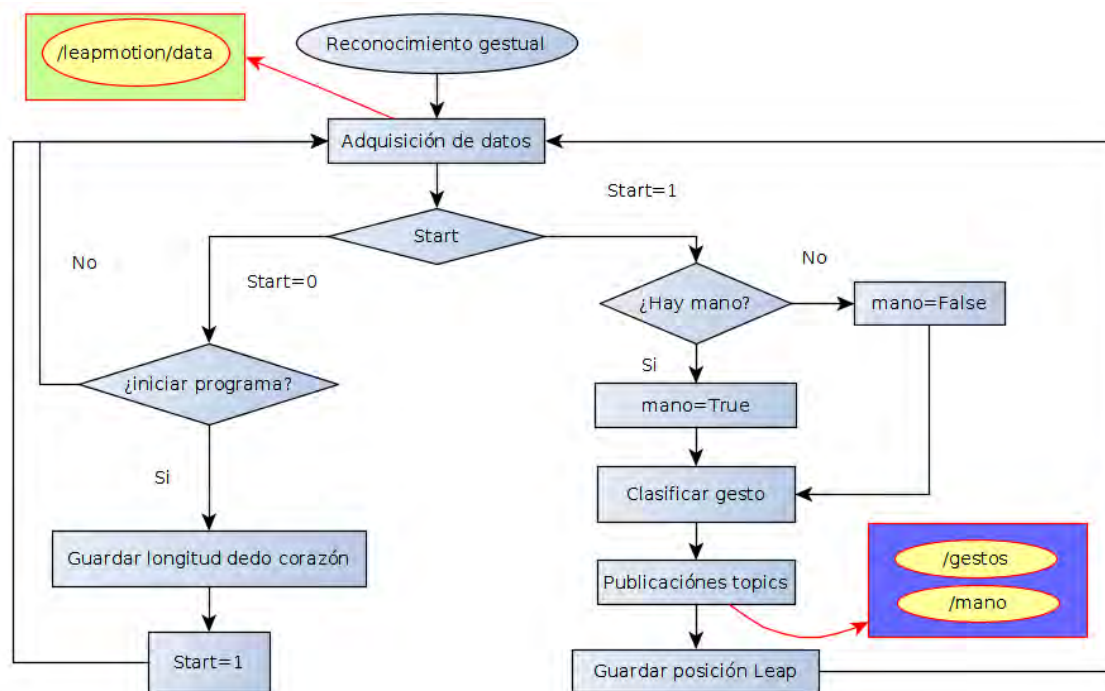 Reconocimiento gestual
/leapmotion/data
Adquisición de datos
Start=1
Start
No
Start=0
No
¿Hay mano?
mano=False
Si
¿iniciar programa?
mano=True
Si
Clasificar gesto
Guardar longitud dedo corazón
/gestos
Publicaciónes topics
/mano
Start=1
Guardar posición Leap